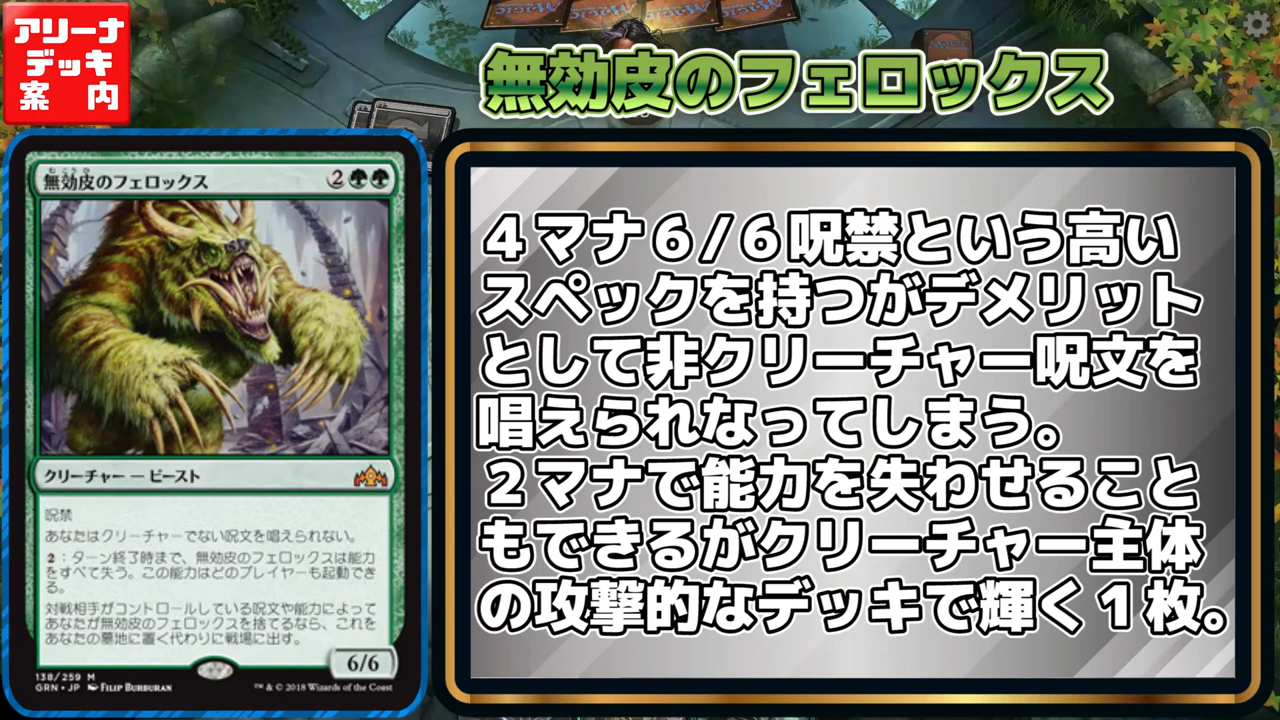 アリーナ
デッキ
案内
無効皮のフェロックス
むこうひ
無効皮のフェロックス
2
クリーチャー — ビースト
呪禁
あなたはクリーチャーでない呪文を唱えられない。
2：ターン終了時まで、無効皮のフェロックスは能力
をすべて失う。この能力はどのプレイヤーも起動でき
る。
対戦相手がコントロールしている呪文や能力によって
あなたが無効皮のフェロックスを捨てるなら、これを
あなたの墓地に置く代わりに戦場に出す。
6/6
138/259 M
GRN • JP FILIP BURBURAN
™ & © 2018 Wizards of the Coast
４マナ６/６呪禁という高い
スペックを持つがデメリット
として非クリーチャー呪文を
唱えられなってしまう。
２マナで能力を失わせること
もできるがクリーチャー主体
の攻撃的なデッキで輝く１枚。